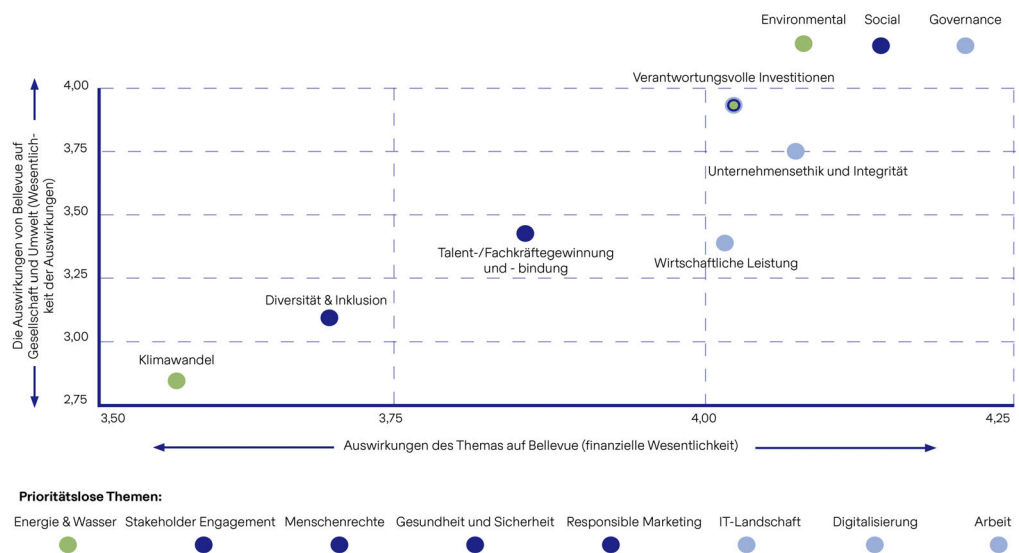 Environmental Social Governance
Verantwortungsvolle Investitionen
4,00
3,75
Unternehmensethik und Integrität
3,50
Talent-/Fachkräftegewinnung
und - bindung
Wirtschaftliche Leistung
3,25
Diversität & Inklusion
3,00
Klimawandel
2,75
Die Auswirkungen von Bellevue auf
Gesellschaft und Umwelt (Wesentlich-
keit der Auswirkungen)
3,50 3,75 4,00 4,25
Auswirkungen des Themas auf Bellevue (finanzielle Wesentlichkeit)
Prioritätslose Themen:
Energie & Wasser Stakeholder Engagement Menschenrechte Gesundheit und Sicherheit Responsible Marketing IT-Landschaft Digitalisierung Arbeit